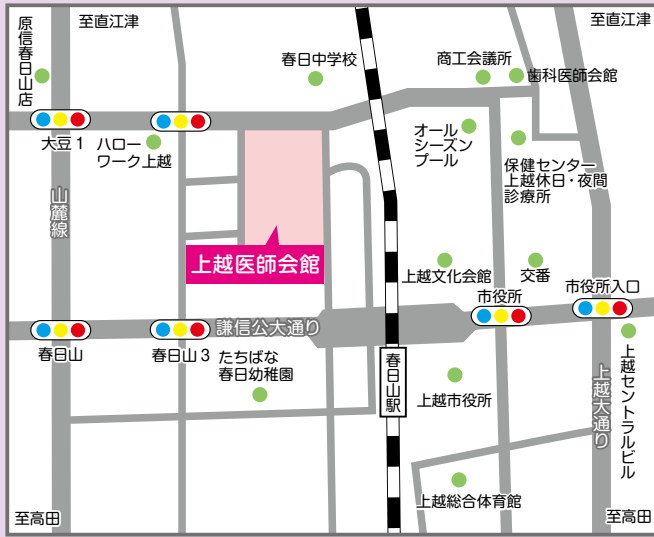 至直江津
至直江津
原信春日山店
春日中学校
商工会議所
歯科医師会館
大豆1
ハロー
ワーク上越
オール
シーズン
プール
保健センター
上越休日・夜間
診療所
山麓線
上越医師会館
上越文化会館
交番
市役所入口
市役所
謙信公大通り
春日山
春日山3
たちばな
春日幼稚園
春日山駅
上越市役所
上越大通り
上越セントラルビル
上越総合体育館
至高田
至高田